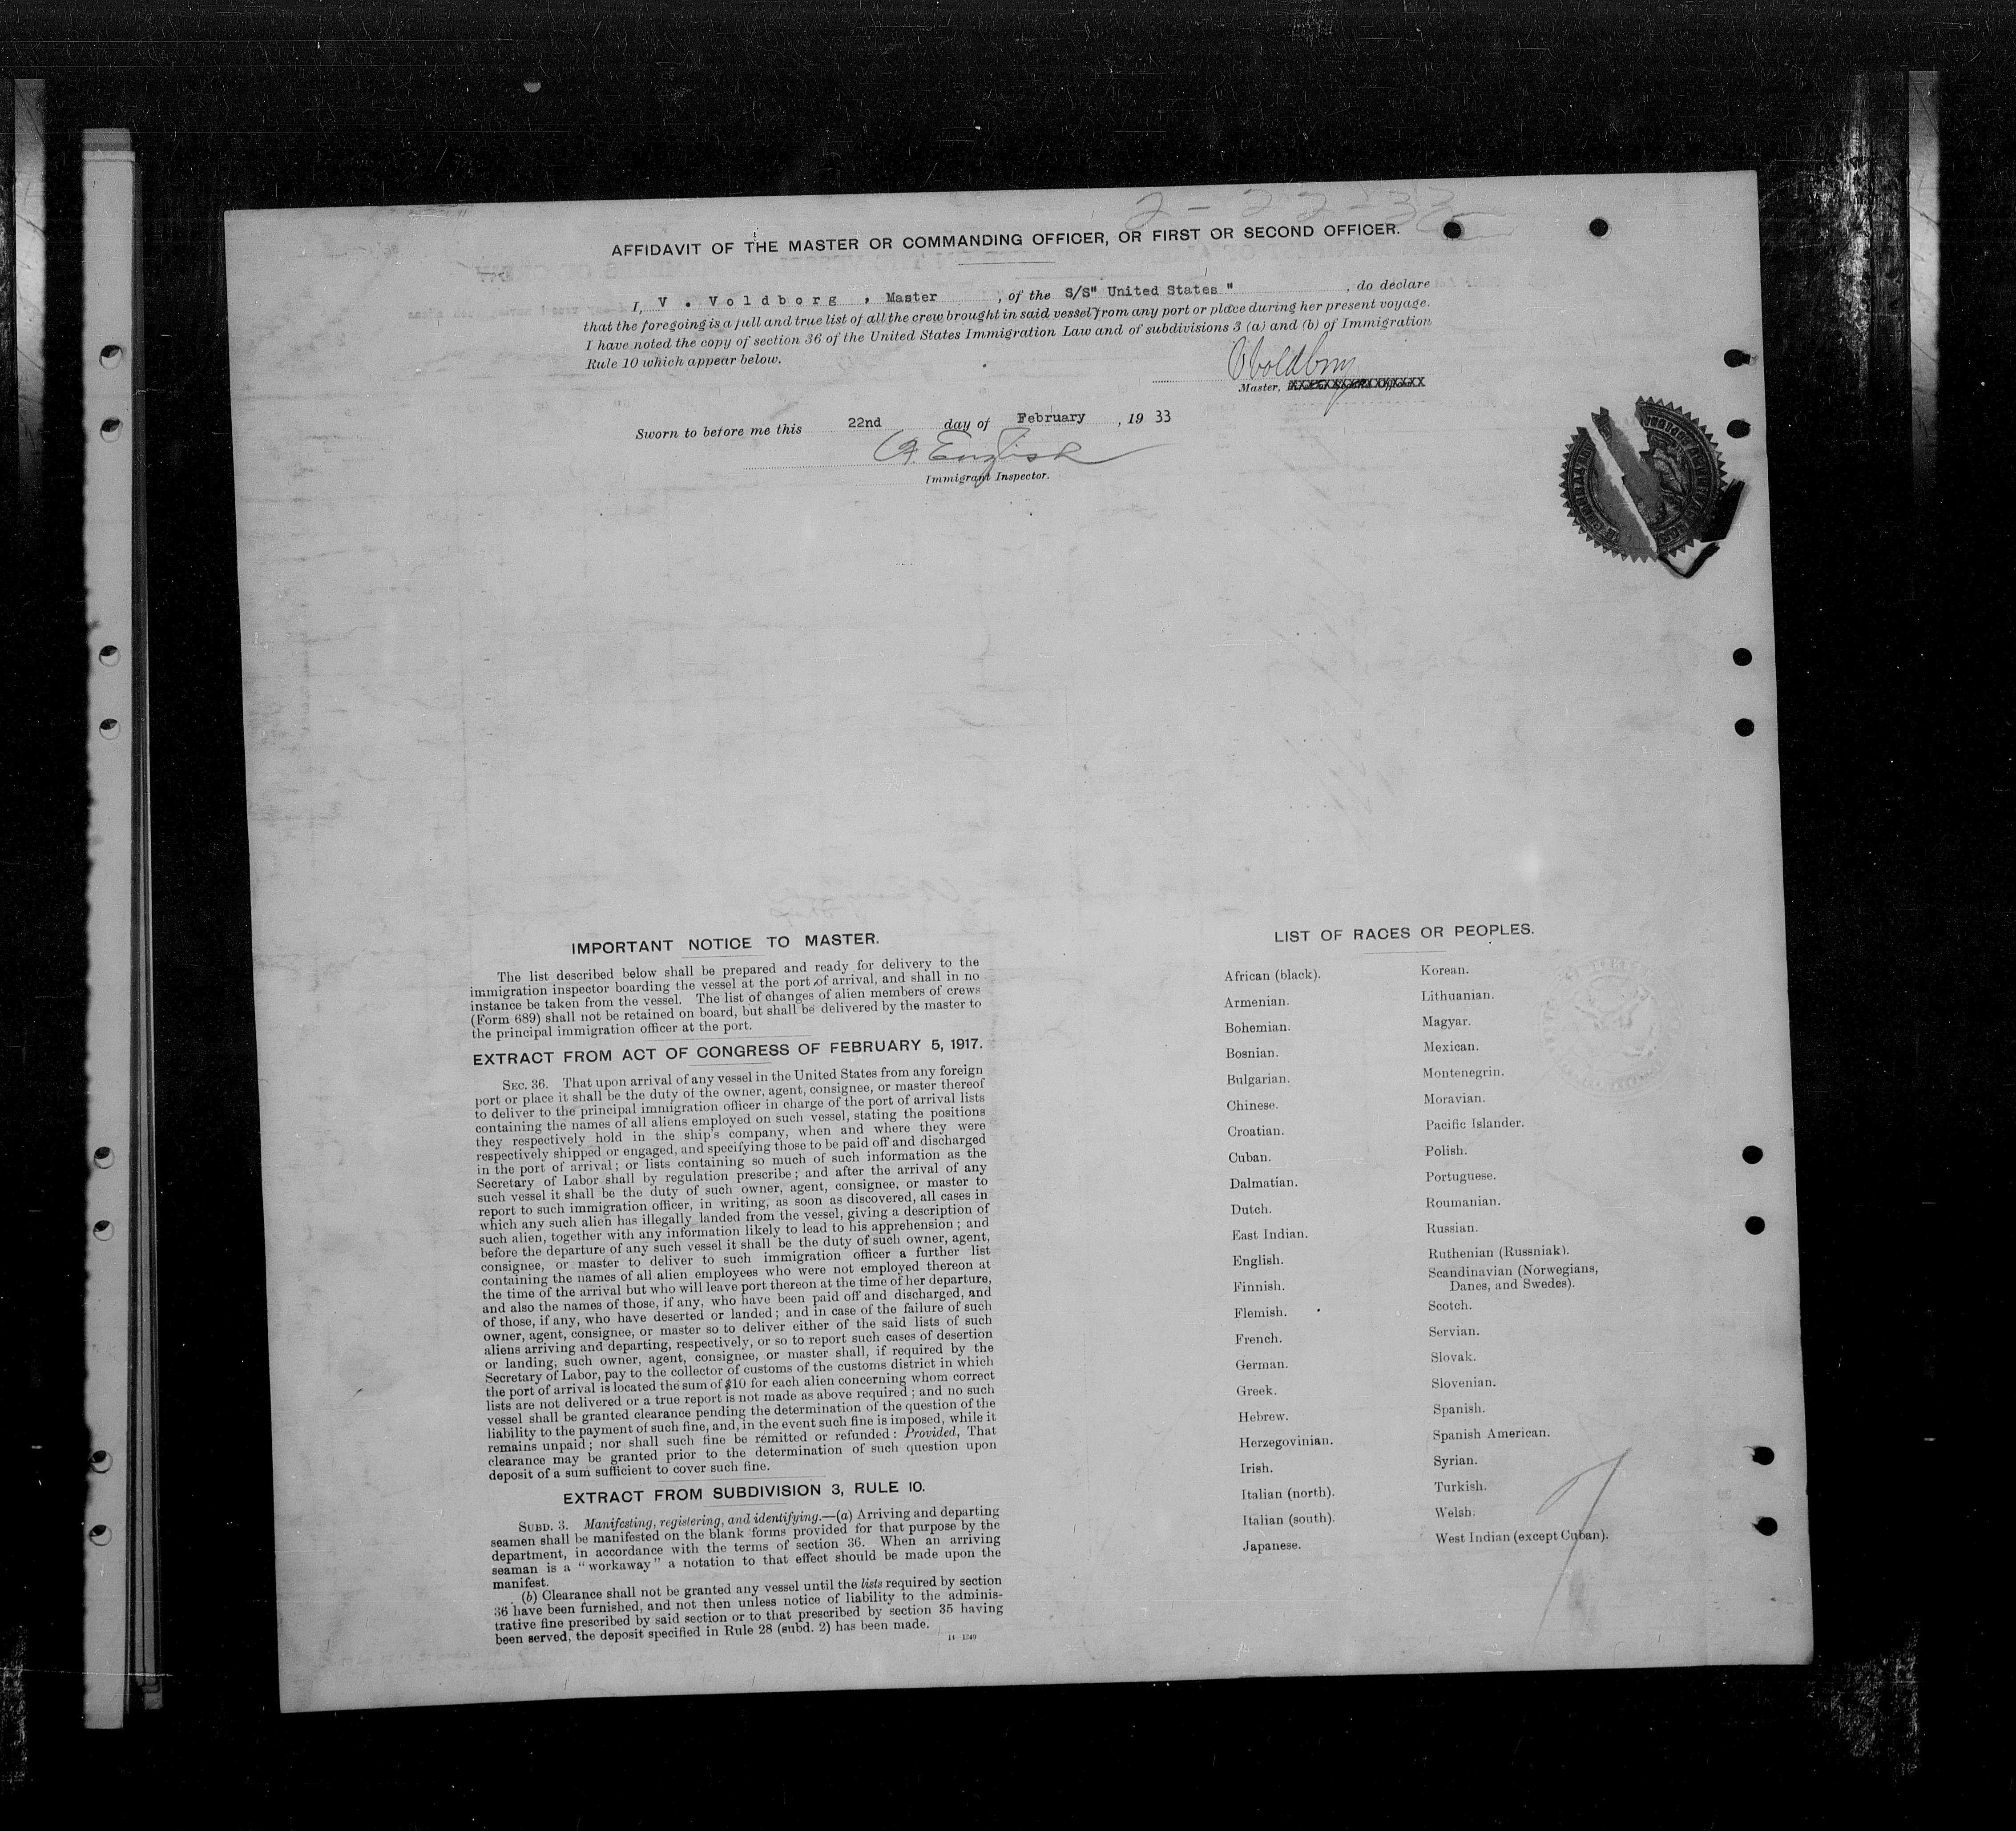 2-22-33
AFFIDAVIT OF THE MASTER OR COMMANDING OFFICER, OR FIRST OR SECOND OFFICER.
I, V. Voldborg, Master, of the S/S" United States ", do declare
that the foregoing is a full and true list of all the crew brought in said vessel from any port or place during her present voyage.
I have noted the copy of section 36 of the United States Immigration Law and of subdivisions 3 (a) and (b) of Immigration
Rule 10 which appear below.
VVoldborg
Master,
Sworn to before me this 22nd day of February, 1933
English
Immigrant Inspector.
IMPORTANT NOTICE TO MASTER.
The list described below shall be prepared and ready for delivery to the
immigration inspector boarding the vessel at the port of arrival, and shall in no
instance be taken from the vessel. The list of changes of alien members of crews
(Form 689) shall not be retained on board, but shall be delivered by the master to
the principal immigration officer at the port.
EXTRACT FROM ACT OF CONGRESS OF FEBRUARY 5, 1917.
SEC. 36. That upon arrival of any vessel in the United States from any foreign
port or place it shall be the duty of the owner, agent, consignee, or master thereof
to deliver to the principal immigration officer in charge of the port of arrival lists
containing the names of all aliens employed on such vessel, stating the positions
they respectively hold in the ship's company, when and where they were
respectively shipped or engaged, and specifying those to be paid off and discharged
in the port of arrival; or lists containing so much of such information as the
Secretary of Labor shall by regulation prescribe; and after the arrival of any
such vessel it shall be the duty of such owner, agent, consignee, or master to
report to such immigration officer, in writing, as soon as discovered, all cases in
which any such alien has illegally landed from the vessel, giving a description of
such alien, together with any information likely to lead to his apprehension; and
before the departure of any such vessel it shall be the duty of such owner, agent,
consignee, or master to deliver to such immigration officer a further list
containing the names of all alien employees who were not employed thereon at
the time of the arrival but who will leave port thereon at the time of her departure,
and also the names of those, if any, who have been paid off and discharged, and
of those, if any, who have deserted or landed; and in case of the failure of such
owner, agent, consignee, or master so to deliver either of the said lists of such
aliens arriving and departing, respectively, or so to report such cases of desertion
or landing, such owner, agent, consignee, or master shall, if required by the
Secretary of Labor, pay to the collector of customs of the customs district in which
the port of arrival is located the sum of $10 for each alien concerning whom correct
lists are not delivered or a true report is not made as above required; and no such
vessel shall be granted clearance pending the determination of the question of the
liability to the payment of such fine, and, in the event such fine is imposed, while it
remains unpaid; nor shall such fine be remitted or refunded: Provided, That
clearance may be granted prior to the determination of such question upon
deposit of a sum sufficient to cover such fine.
EXTRACT FROM SUBDIVISION 3, RULE 10.
SUBD. 3. Manifesting, registering, and identifying.—(a) Arriving and departing
seamen shall be manifested on the blank forms provided for that purpose by the
department, in accordance with the terms of section 36. When an arriving
seaman is a "workaway" a notation to that effect should be made upon the
manifest.
(b) Clearance shall not be granted any vessel until the lists required by section
36 have been furnished, and not then unless notice of liability to the adminis-
trative fine prescribed by said section or to that prescribed by section 35 having
been served, the deposit specified in Rule 28 (subd. 2) has been made.
14—1240
LIST OF RACES OR PEOPLES.
African (black).
Armenian.
Bohemian.
Bosnian.
Bulgarian.
Chinese.
Croatian.
Cuban.
Dalmatian.
Dutch.
East Indian.
English.
Finnish.
Flemish.
French.
German.
Greek.
Hebrew.
Herzegovinian.
Irish.
Italian (north).
Italian (south).
Japanese.
Korean.
Lithuanian.
Magyar.
Mexican.
Montenegrin.
Moravian.
Pacific Islander.
Polish.
Portuguese.
Roumanian.
Russian.
Ruthenian (Russniak).
Scandinavian (Norwegians,
Danes, and Swedes).
Scotch.
Servian.
Slovak.
Slovenian.
Spanish.
Spanish American.
Syrian.
Turkish.
Welsh.
West Indian (except Cuban).